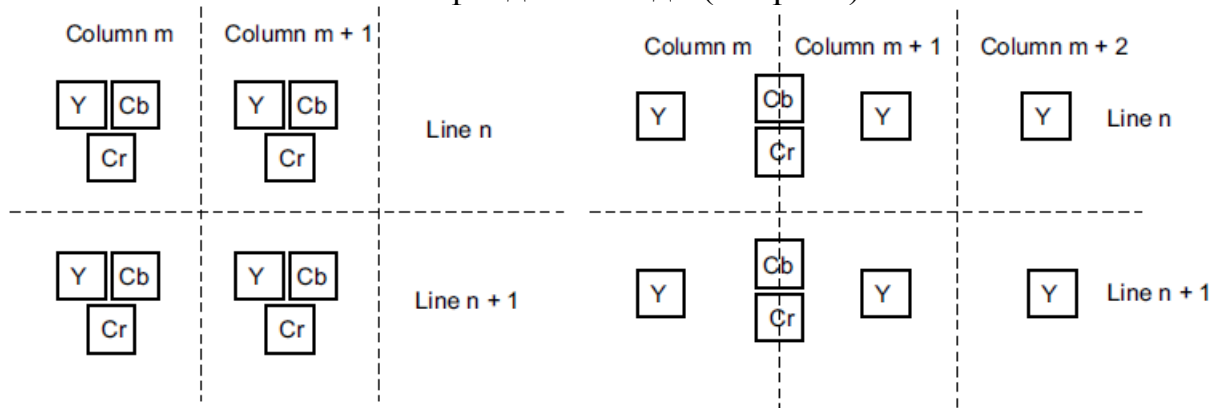 Column m Column m + 1
Y Cb Y Cb
Cr Cr
Line n
Y Cb Y Cb
Cr Cr
Line n + 1
Column m Column m + 1 Column m + 2
Y Cb Y Y Line n
Cr
Y Cb Y Y Line n + 1
Cr